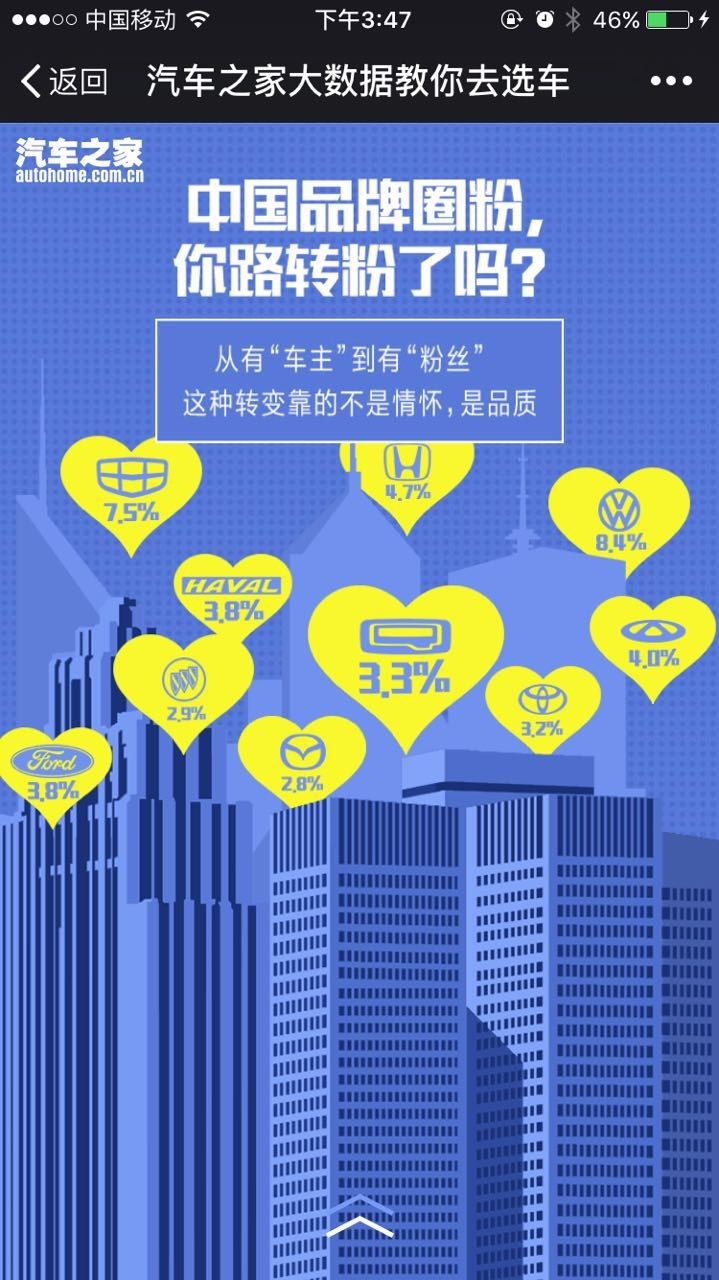 中国移动
下午3:47
46%
返回
汽车之家大数据教你去选车
汽车之家
autohome.com.cn
中国品牌圈粉,
你路转粉了吗?
从有“车主”到有“粉丝”
这种转变靠的不是情怀,是品质
7.5%
4.7%
8.4%
HAVAL
3.8%
3.3%
4.0%
2.9%
3.2%
Ford
3.8%
2.8%